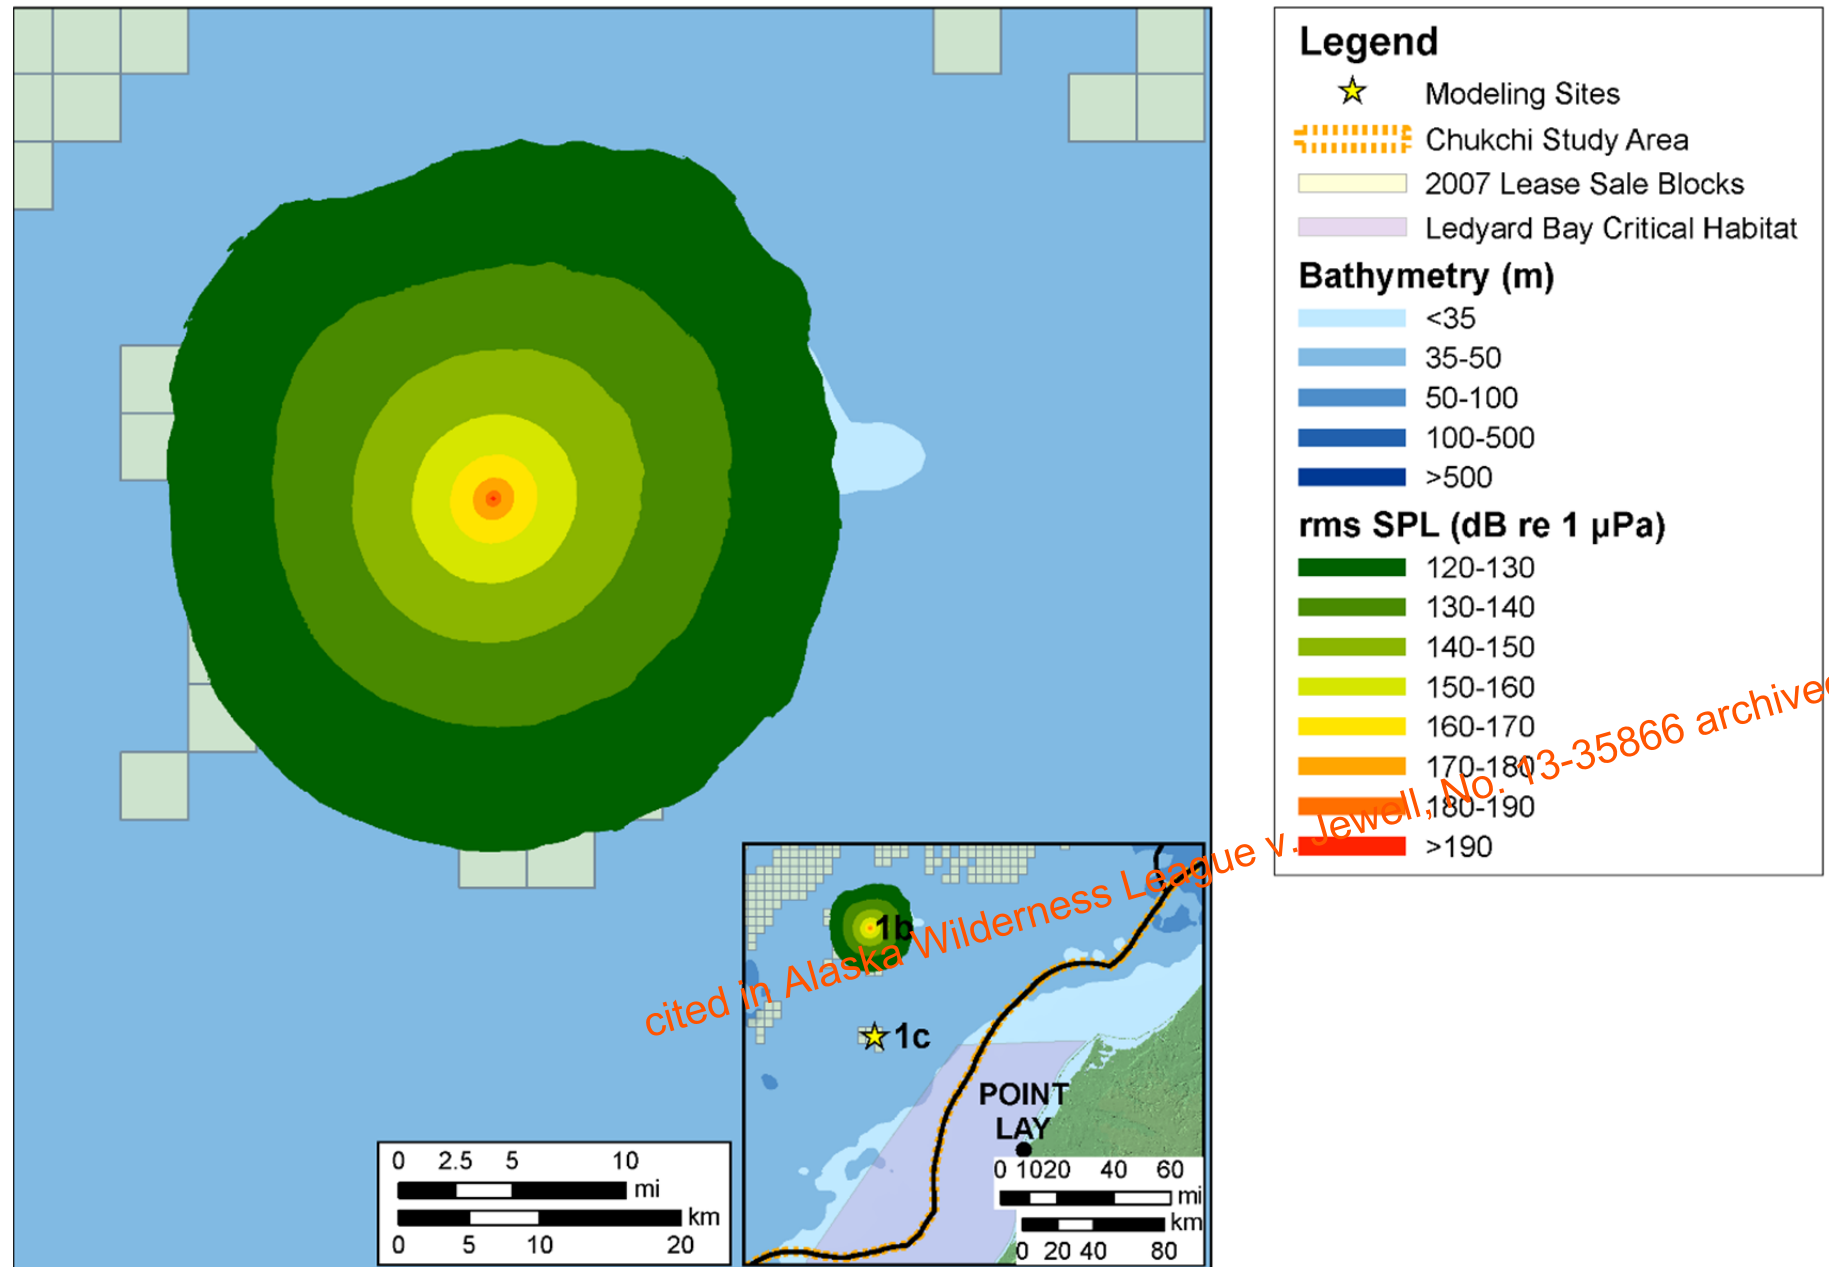 Legend
Modeling Sites
Chukchi Study Area
2007 Lease Sale Blocks
Ledyard Bay Critical Habitat
Bathymetry (m)
<35
35-50
50-100
100-500
>500
rms SPL (dB re 1 µPa)
120-130
130-140
140-150
150-160
160-170
170-180
180-190
>190
cited in Alaska Wilderness League v. Jewell, No. 13-35866 archived
1b
1c
POINT
LAY
0 2.5 5 10
mi
km
0 5 10 20
0 10 20 40 60
mi
km
0 20 40 80